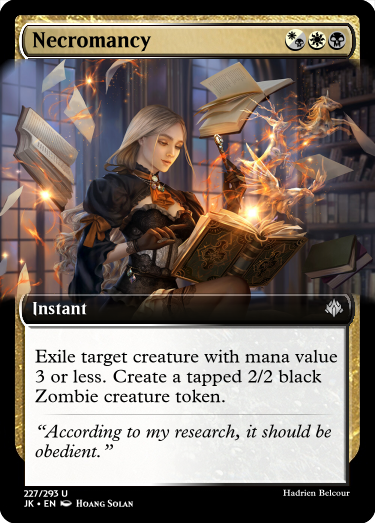 Necromancy
Instant
Exile target creature with mana value
3 or less. Create a tapped 2/2 black
Zombie creature token.
“According to my research, it should be
obedient.”
227/293 U
Hadrien Belcour
JK • EN Hoang Solan